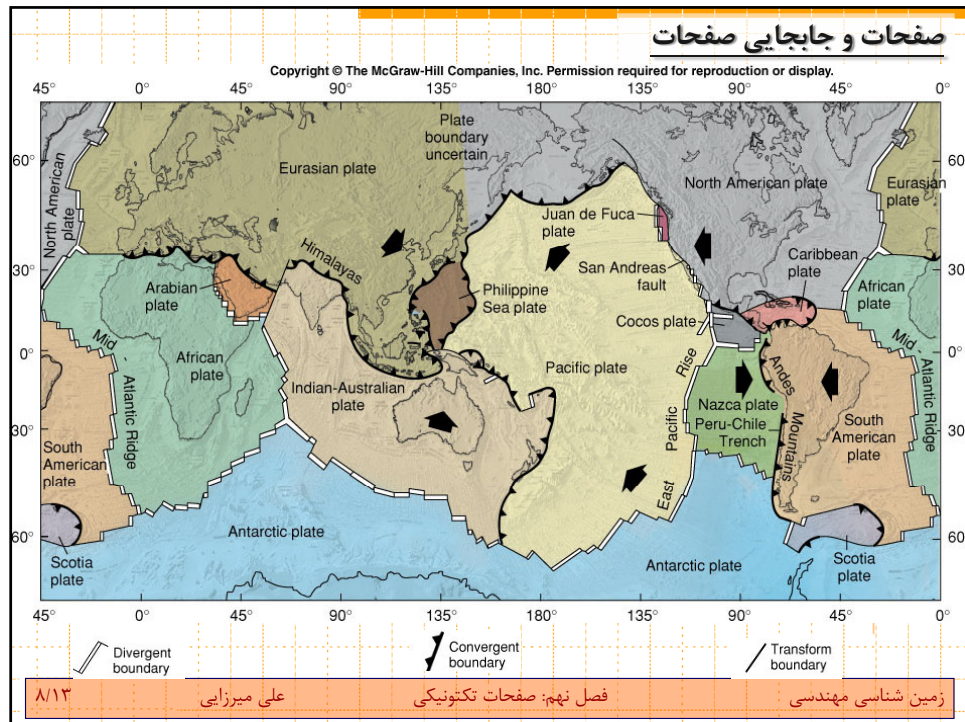 صفحات و جابجایی صفحات
Copyright © The McGraw-Hill Companies, Inc. Permission required for reproduction or display.
45° 0° 45° 90° 135° 180° 135° 90° 45° 0°
Plate
boundary
uncertain
60°
60
North American
plate
Eurasian plate
North American plate
Eurasian
plate
Juan de Fuca
plate
Himalayas
30°
30
Arabian
plate
Philippine
Sea plate
San Andreas
fault
Caribbean
plate
African
plate
Cocos plate
Mid
Atlantic Ridge
0°
0°
African
plate
Indian-Australian
plate
Pacific plate
East Pacific Rise
Nazca plate
Peru-Chile
Trench
Andes
Mountains
Mid -
Atlantic Ridge
30°
30
South
American
plate
South
American
plate
60°
60
Scotia
plate
Antarctic plate
Antarctic plate
Scotia
plate
45° 0° 45° 90° 135° 180° 135° 90° 45° 0°
Divergent
boundary
Convergent
boundary
Transform
boundary
زمین شناسی مهندسی
فصل نهم: صفحات تکتونیکی
علی میرزایی
۸/۱۳